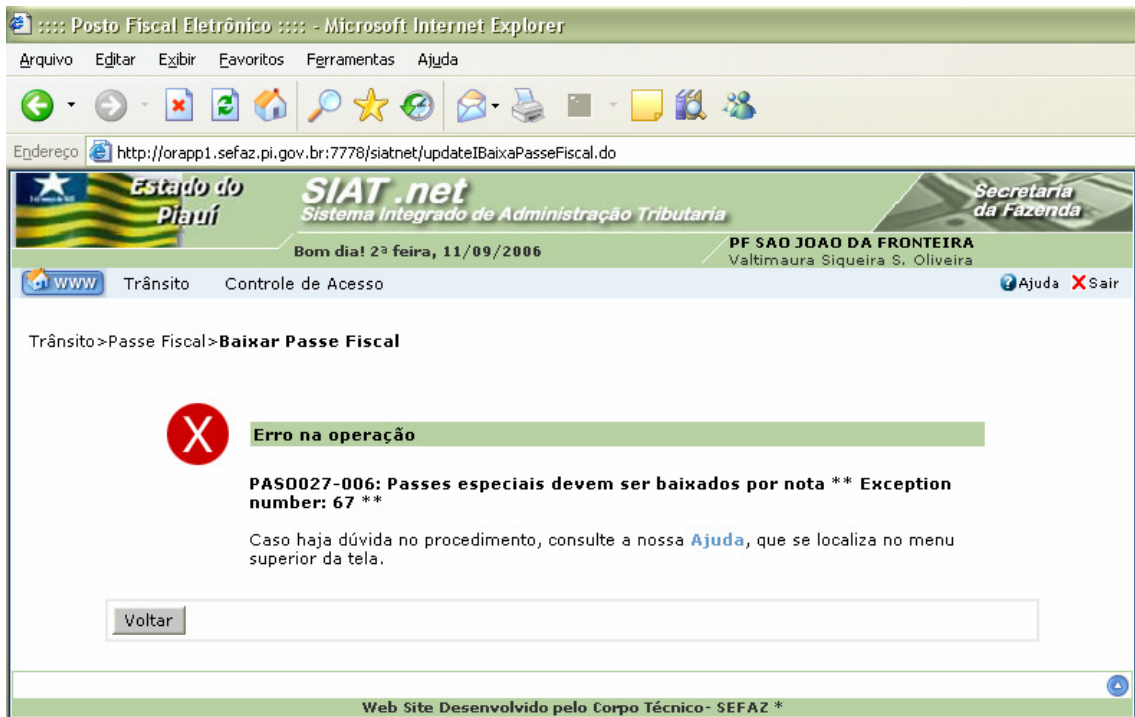 :::: Posto Fiscal Eletrônico :::: - Microsoft Internet Explorer
Arquivo Editar Exibir Favoritos Ferramentas Ajuda
Endereço http://orapp1.sefaz.pi.gov.br:7778/siatnet/updateIBaixaPasseFiscal.do
Estado do
Piauí
SIAT .net
Sistema Integrado de Administração Tributaria
Secretaria
da Fazenda
Bom dia! 2ª feira, 11/09/2006
PF SAO JOAO DA FRONTEIRA
Valtimaura Siqueira S. Oliveira
www Trânsito Controle de Acesso Ajuda Sair
Trânsito>Passe Fiscal>Baixar Passe Fiscal
X
Erro na operação
PAS0027-006: Passes especiais devem ser baixados por nota ** Exception
number: 67 **
Caso haja dúvida no procedimento, consulte a nossa Ajuda, que se localiza no menu
superior da tela.
Voltar
Web Site Desenvolvido pelo Corpo Técnico- SEFAZ *